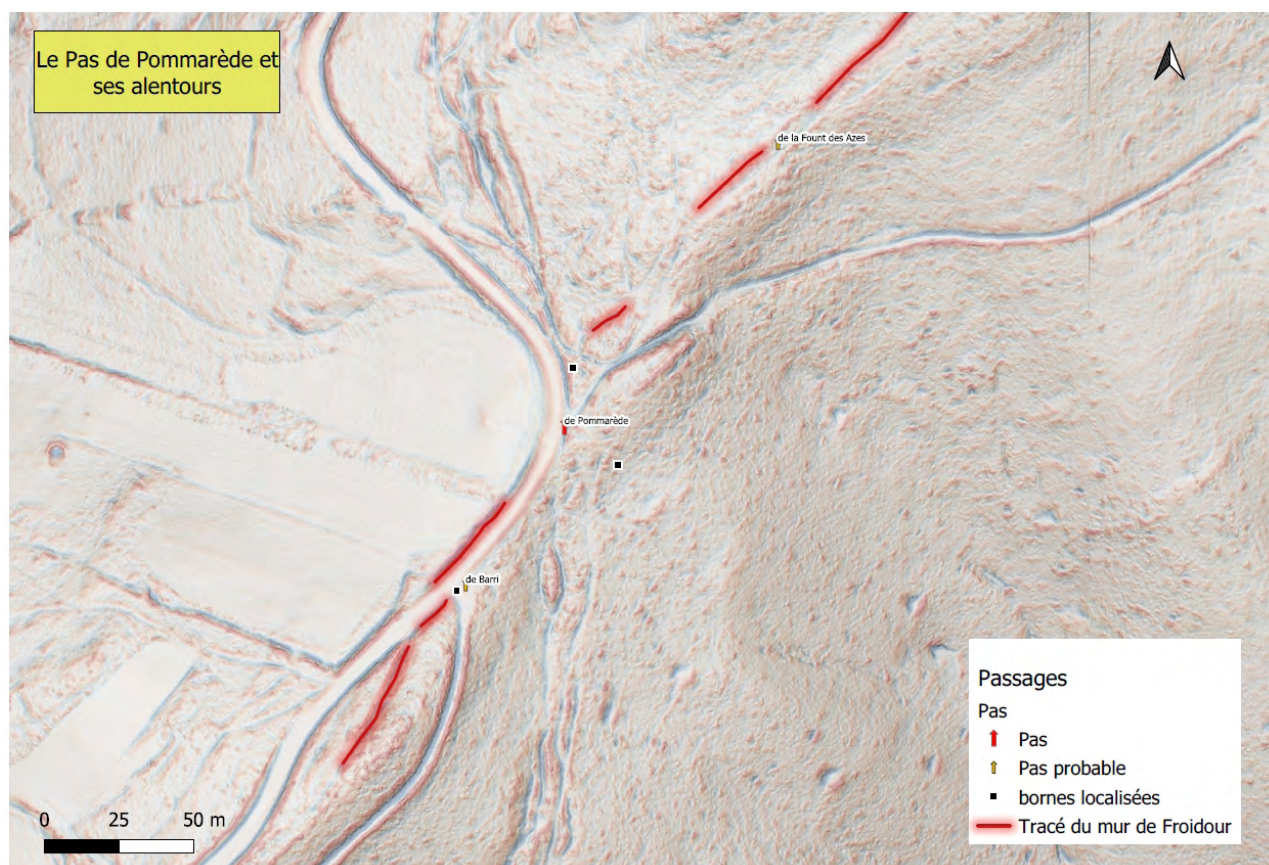 Le Pas de Pommarède et
ses alentours
de la Fount des Azes
de Pommarède
de Barri
Passages
Pas
Pas
Pas probable
bornes localisées
Tracé du mur de Froidour
0 25 50 m